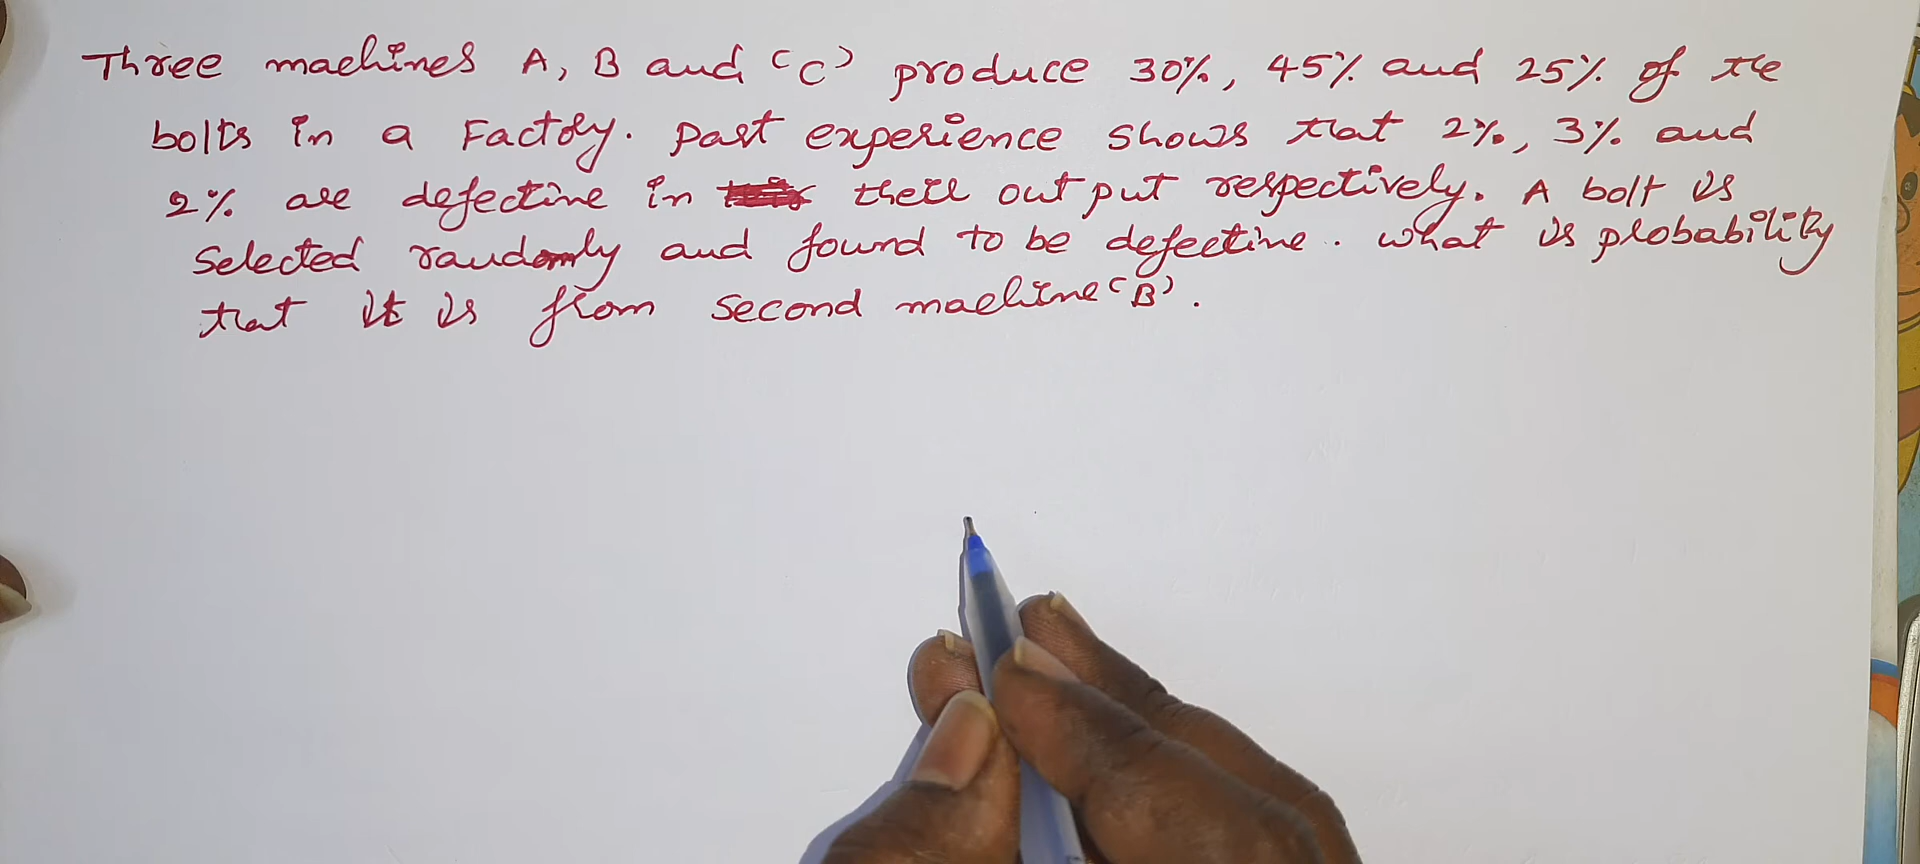 Three machines A, B and 'C' produce 30%, 45% and 25% of the
bolts in a Factory. Past experience shows that 2%, 3% and
2% are defective in their out put respectively. A bolt is
selected randomly and found to be defective. what is probability
that it is from second machine 'B'.